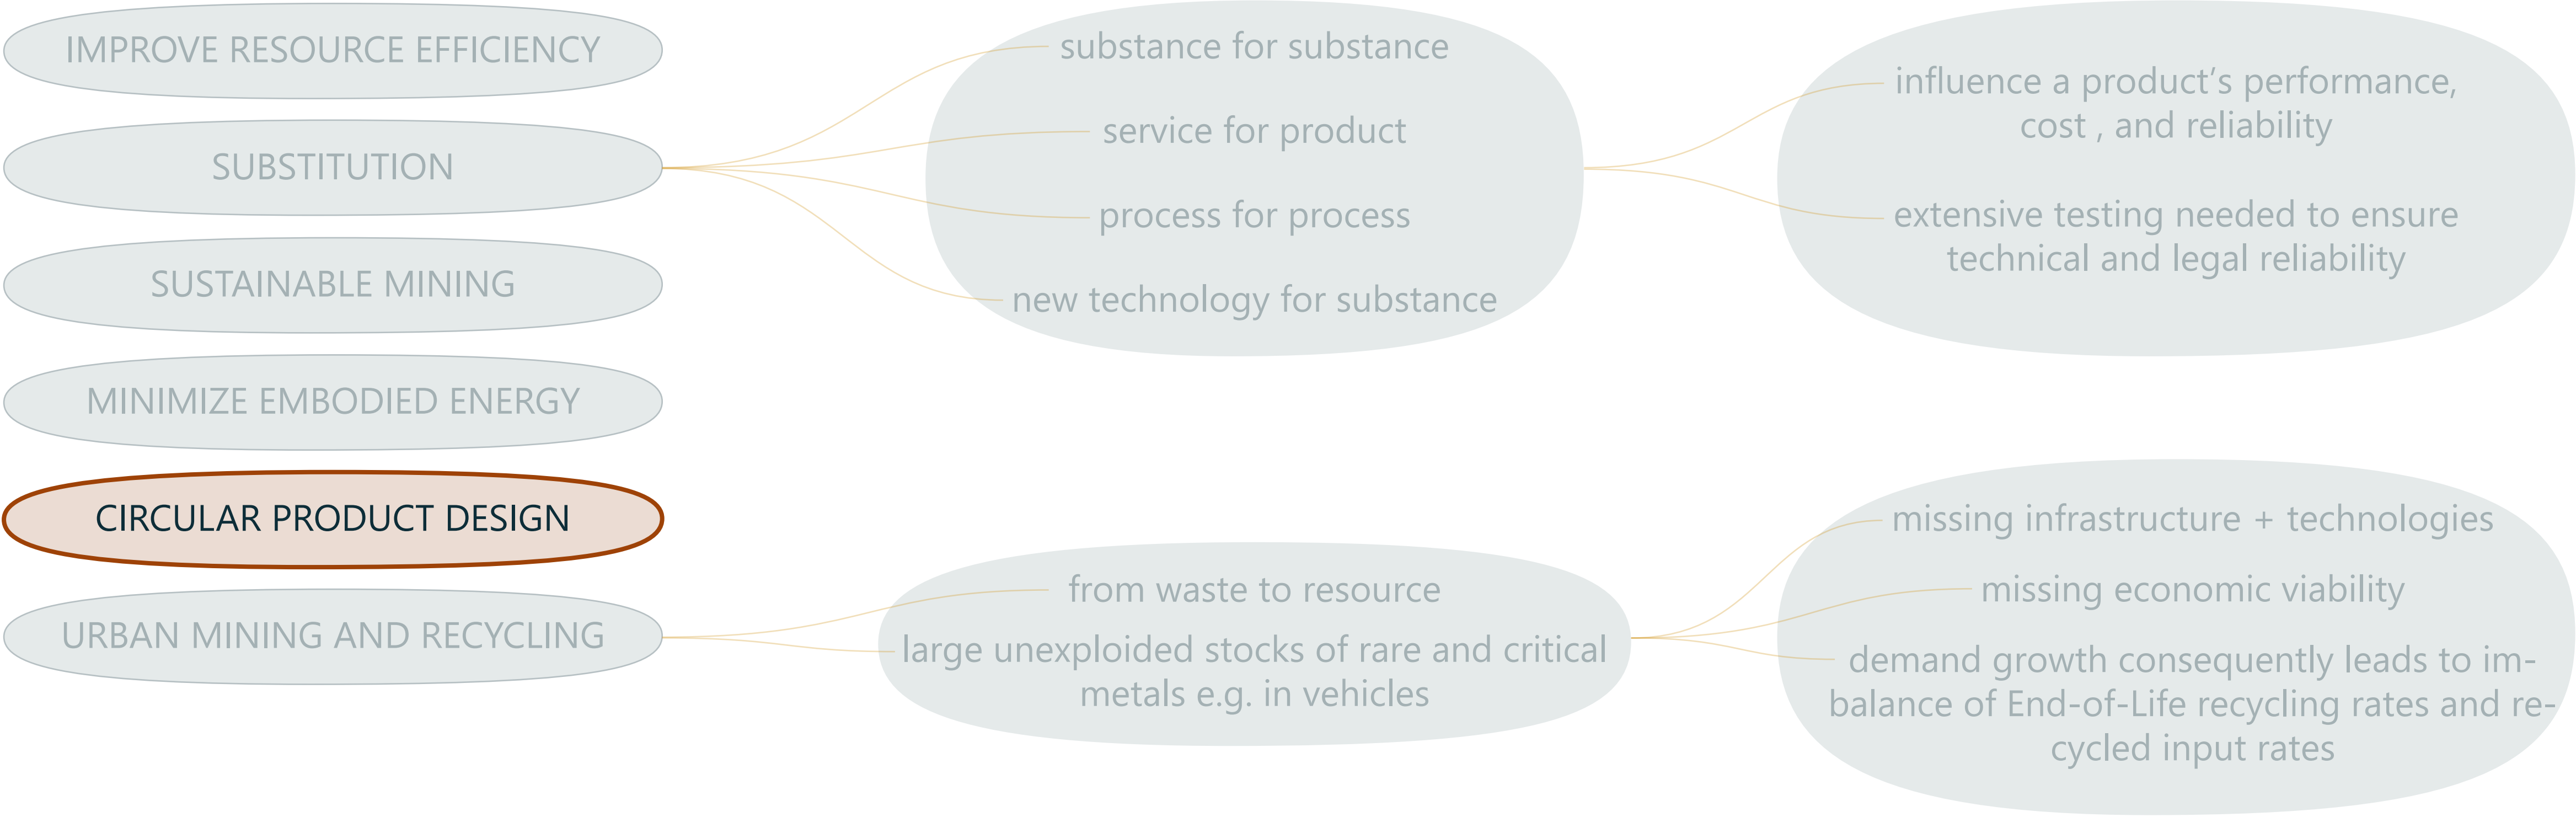 IMPROVE RESOURCE EFFICIENCY
SUBSTITUTION
SUSTAINABLE MINING
MINIMIZE EMBODIED ENERGY
CIRCULAR PRODUCT DESIGN
URBAN MINING AND RECYCLING
substance for substance
service for product
process for process
new technology for substance
influence a product’s performance,
cost , and reliability
extensive testing needed to ensure
technical and legal reliability
from waste to resource
large unexploided stocks of rare and critical
metals e.g. in vehicles
missing infrastructure + technologies
missing economic viability
demand growth consequently leads to im-
balance of End-of-Life recycling rates and re-
cycled input rates